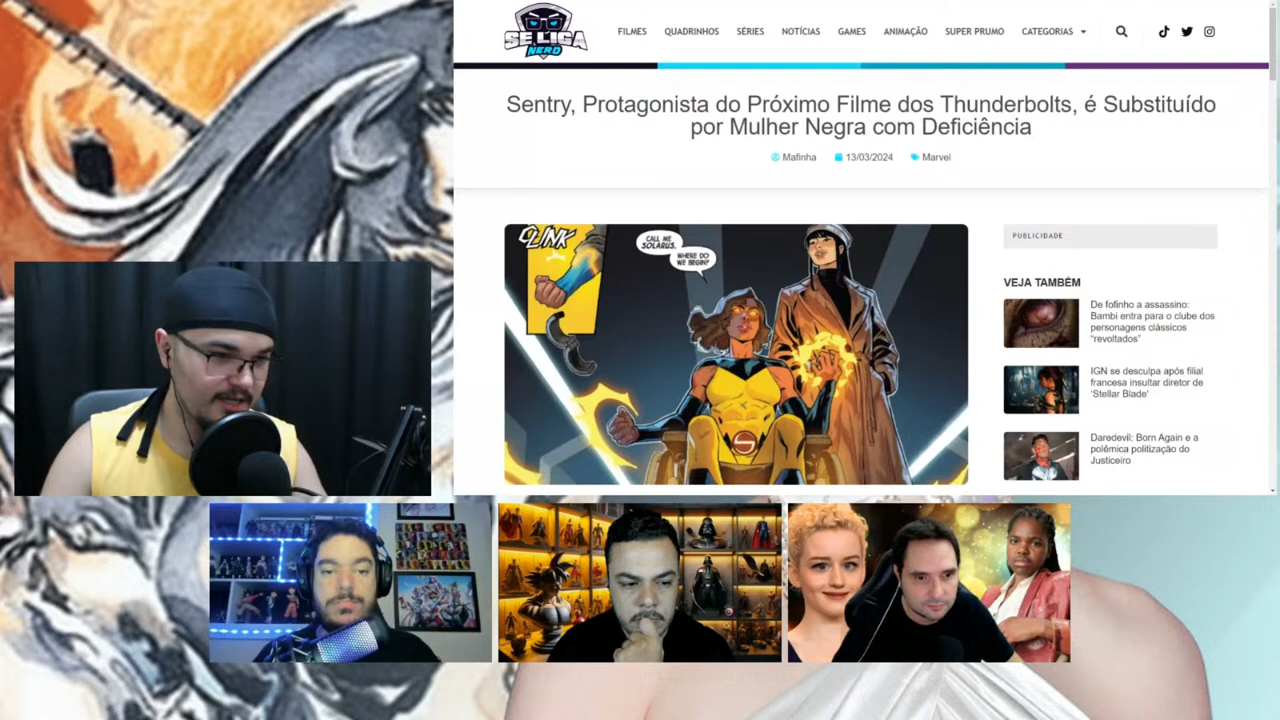 SE LIGA
NERD
FILMES
QUADRINHOS
SÉRIES
NOTÍCIAS
GAMES
ANIMAÇÃO
SUPER PRUMO
CATEGORIAS
Sentry, Protagonista do Próximo Filme dos Thunderbolts, é Substituído
por Mulher Negra com Deficiência
Mafinha
13/03/2024
Marvel
CLINK
CALL ME
SOLARUS.
WHERE DO
WE BEGIN?
S
PUBLICIDADE
VEJA TAMBÉM
De fofinho a assassino:
Bambi entra para o clube dos
personagens clássicos
"revoltados"
IGN se desculpa após filial
francesa insultar diretor de
'Stellar Blade'
Daredevil: Born Again e a
polêmica politização do
Justiceiro